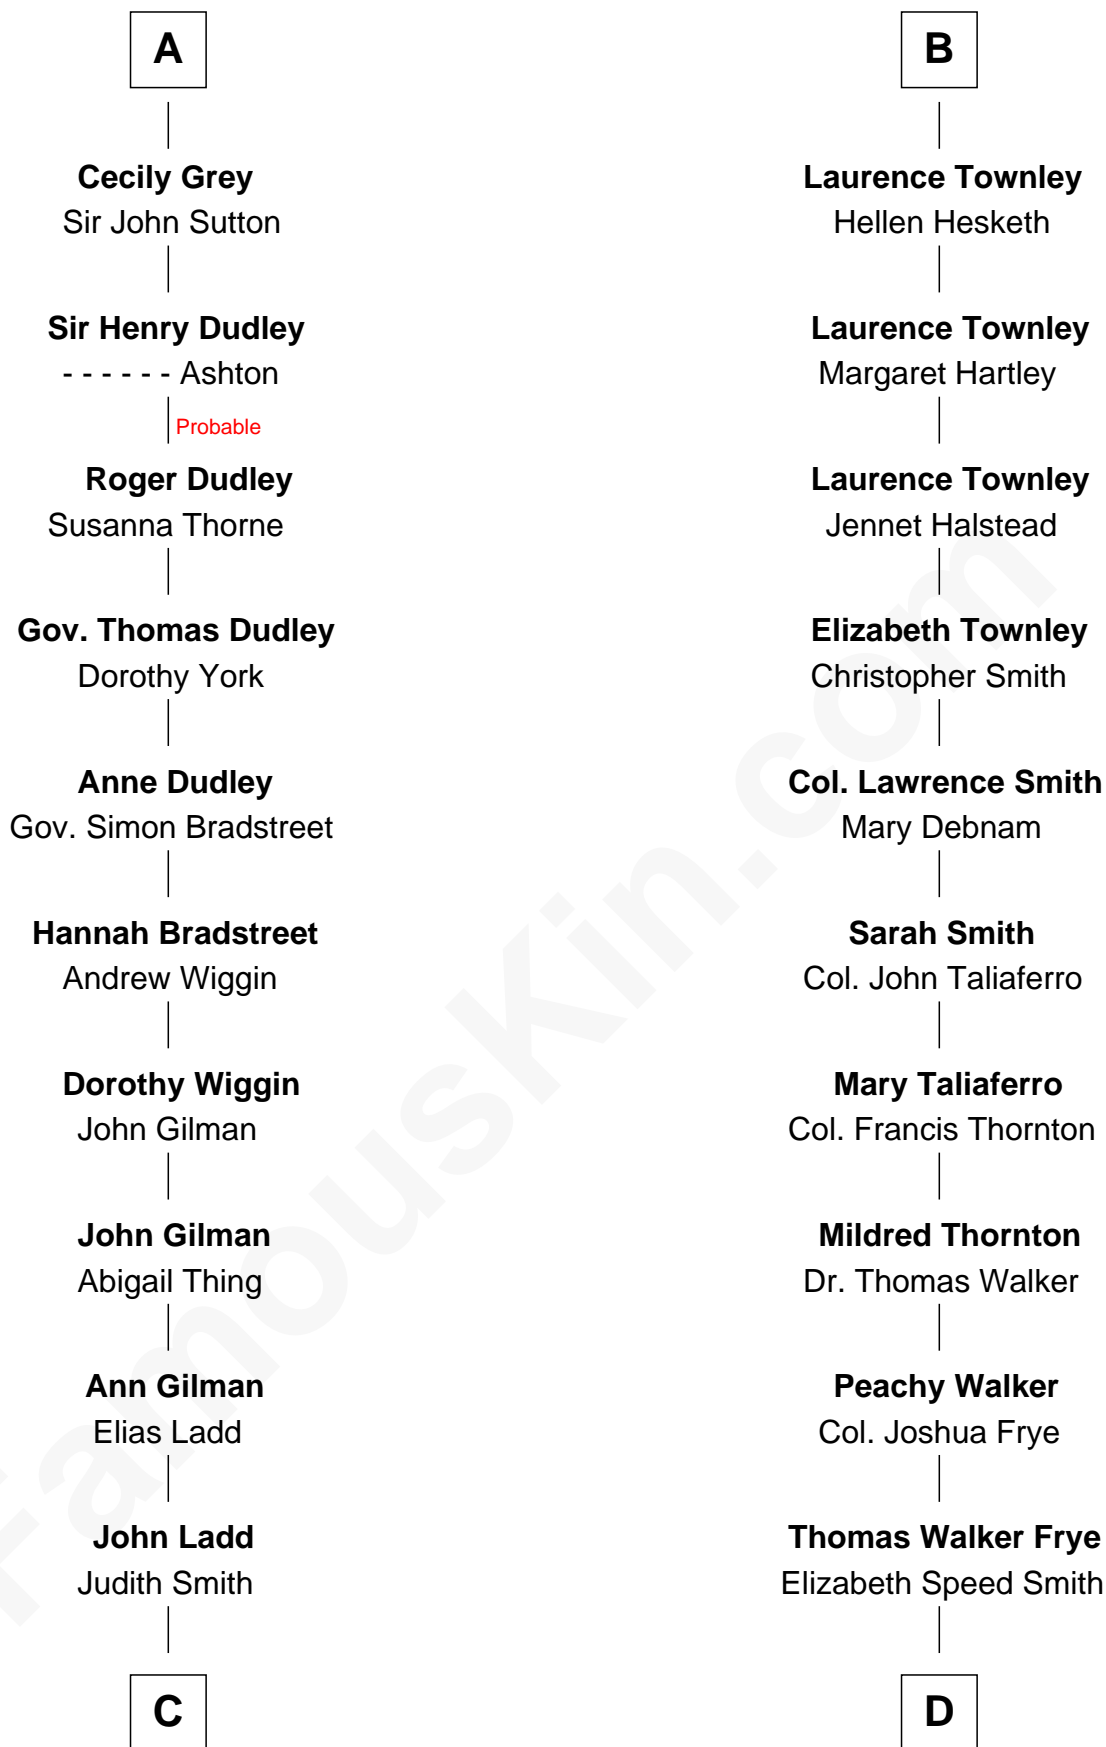 A
Cecily Grey
Sir John Sutton
Sir Henry Dudley
- - - - - - Ashton
Probable
Roger Dudley
Susanna Thorne
Gov. Thomas Dudley
Dorothy York
Anne Dudley
Gov. Simon Bradstreet
Hannah Bradstreet
Andrew Wiggin
Dorothy Wiggin
John Gilman
John Gilman
Abigail Thing
Ann Gilman
Elias Ladd
John Ladd
Judith Smith
C
B
Laurence Townley
Hellen Hesketh
Laurence Townley
Margaret Hartley
Laurence Townley
Jennet Halstead
Elizabeth Townley
Christopher Smith
Col. Lawrence Smith
Mary Debnam
Sarah Smith
Col. John Taliaferro
Mary Taliaferro
Col. Francis Thornton
Mildred Thornton
Dr. Thomas Walker
Peachy Walker
Col. Joshua Frye
Thomas Walker Frye
Elizabeth Speed Smith
D
FamousKin.com